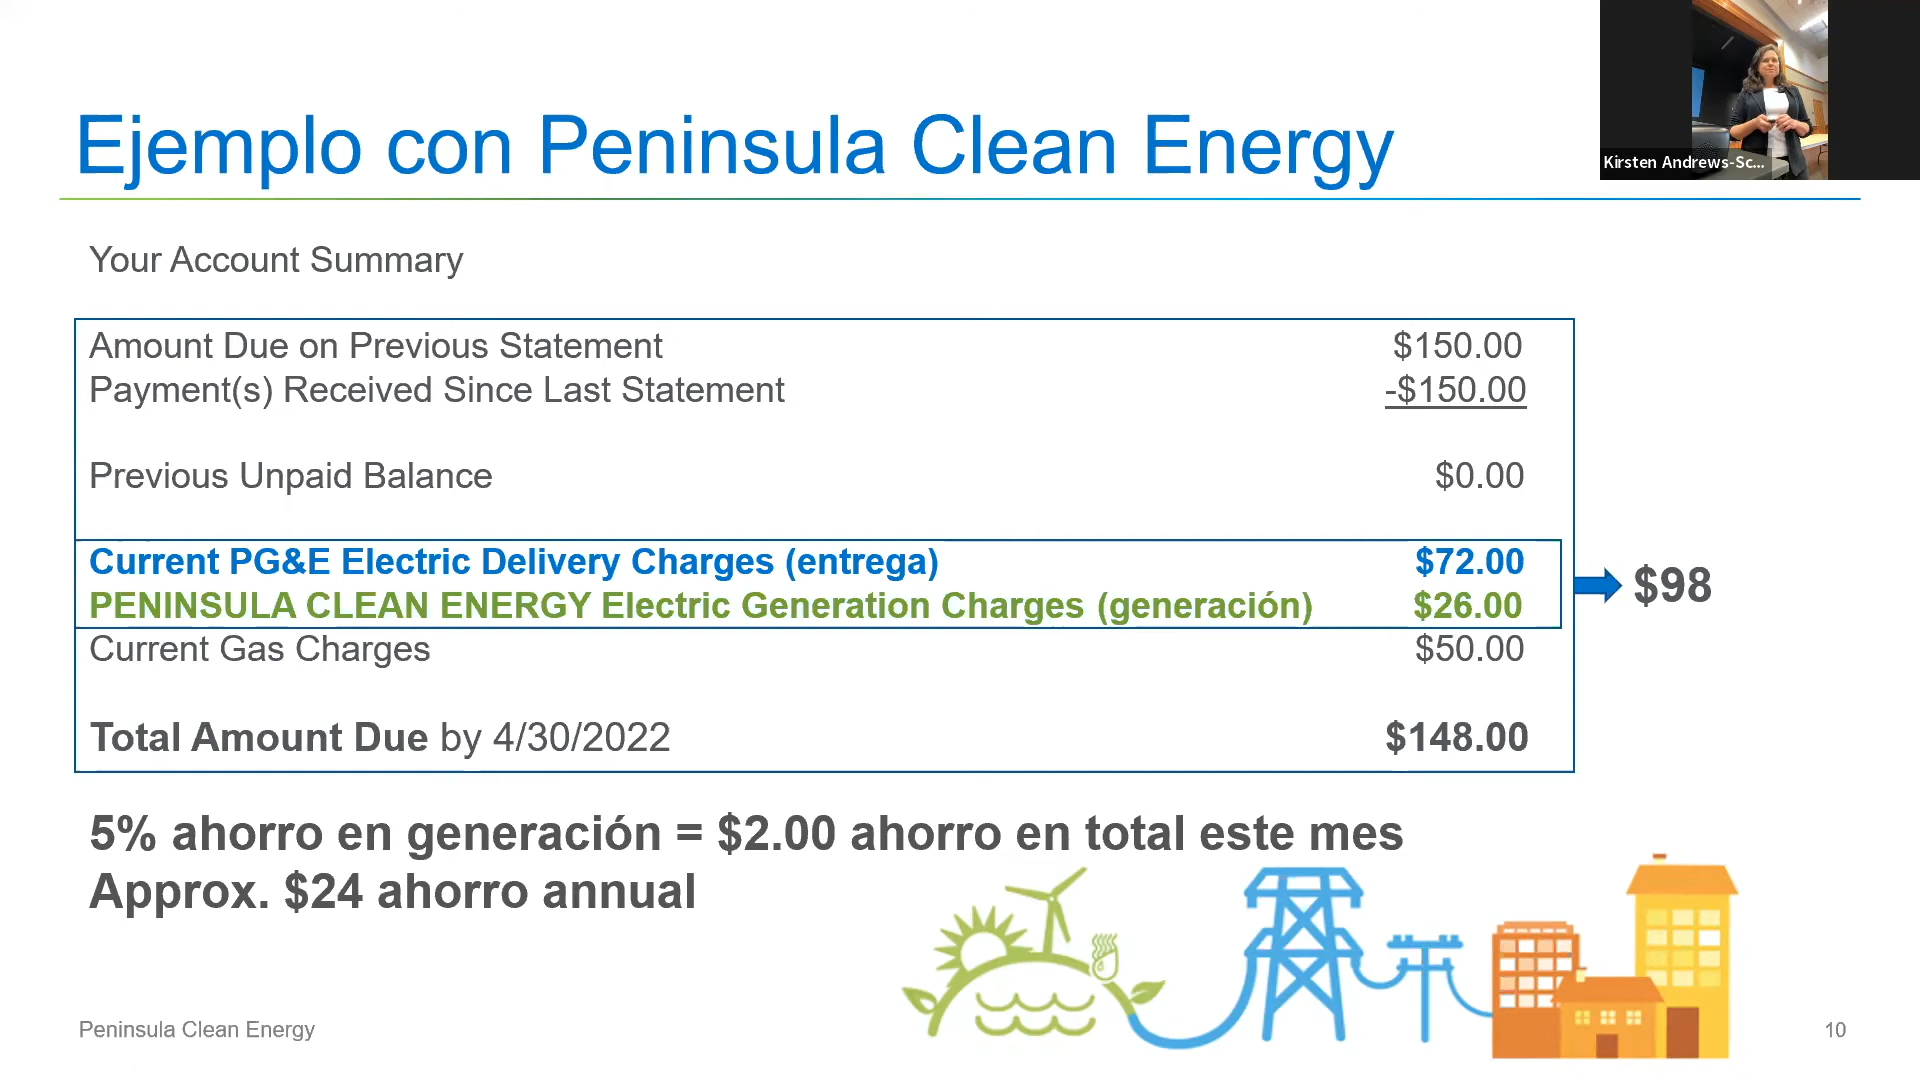 Ejemplo con Peninsula Clean Energy
Kirsten Andrews-Sc...
Your Account Summary
Amount Due on Previous Statement $150.00
Payment(s) Received Since Last Statement -$150.00
Previous Unpaid Balance $0.00
Current PG&E Electric Delivery Charges (entrega) $72.00
PENINSULA CLEAN ENERGY Electric Generation Charges (generación) $26.00
$98
Current Gas Charges $50.00
Total Amount Due by 4/30/2022 $148.00
5% ahorro en generación = $2.00 ahorro en total este mes
Approx. $24 ahorro annual
Peninsula Clean Energy
10